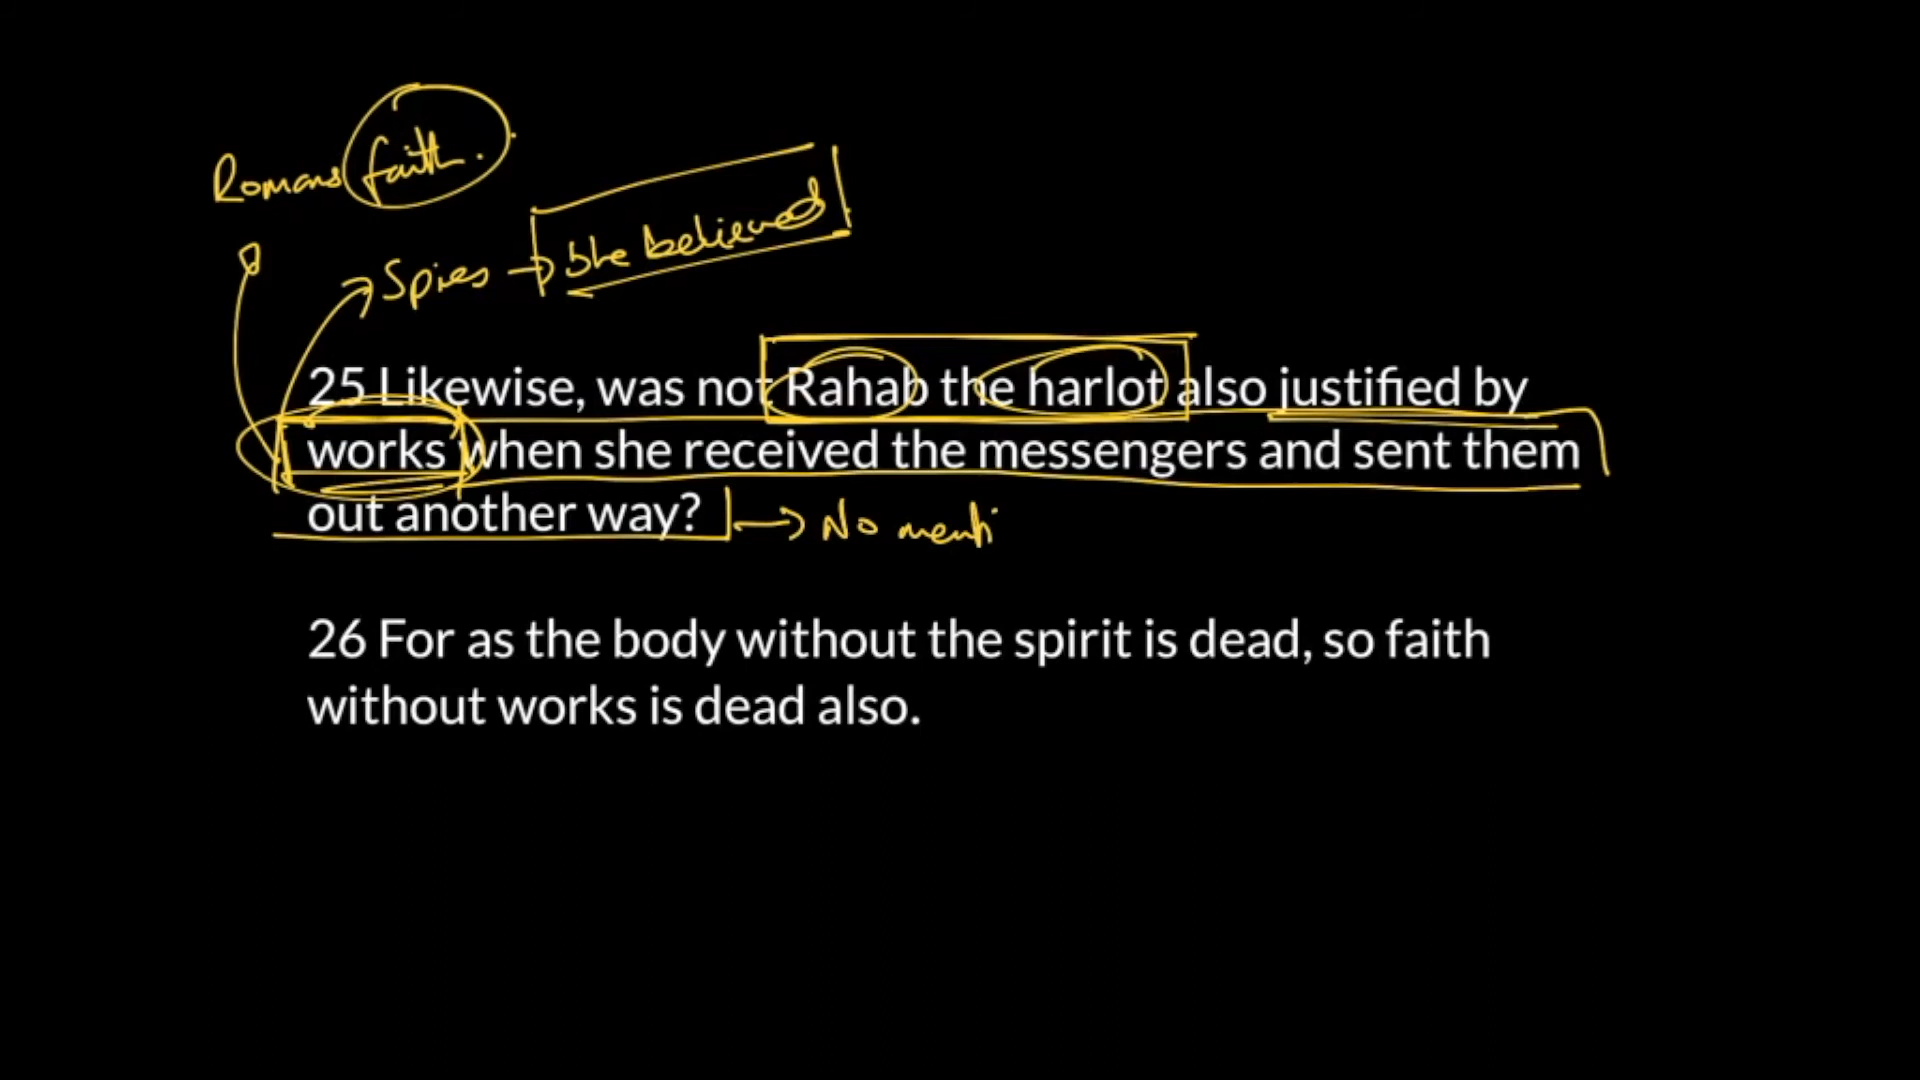 Romans faith.
Spies → She believed
25 Likewise, was not Rahab the harlot also justified by
works when she received the messengers and sent them
out another way? → No menti
26 For as the body without the spirit is dead, so faith
without works is dead also.